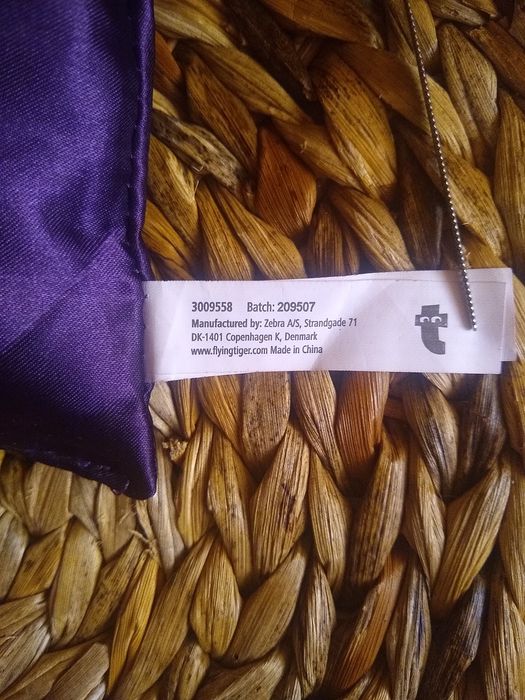 3009558 Batch: 209507
Manufactured by: Zebra A/S, Strandgade 71
DK-1401 Copenhagen K, Denmark
www.flyingtiger.com Made in China